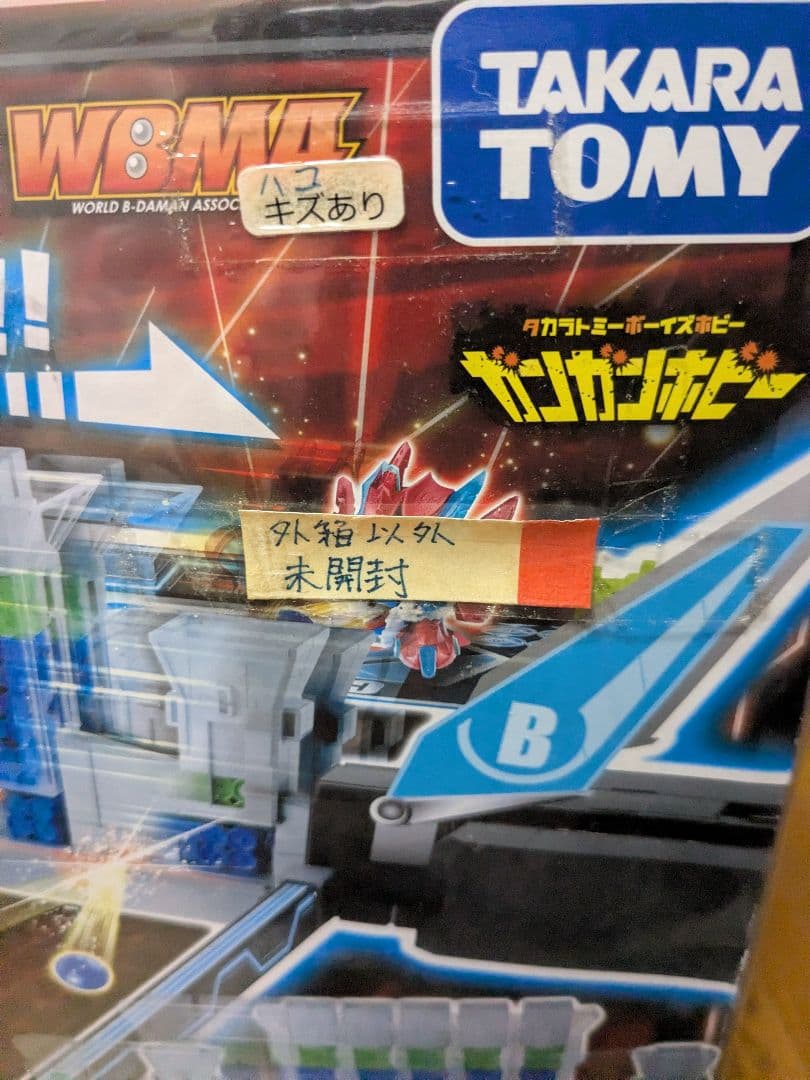 TAKARA
TOMY
WBMA
WORLD B-DAMAN ASSOC
ハコ
キズあり
!!
タカラトミーボーイズホビー
ガンガンホビー
外箱以外
未開封
B